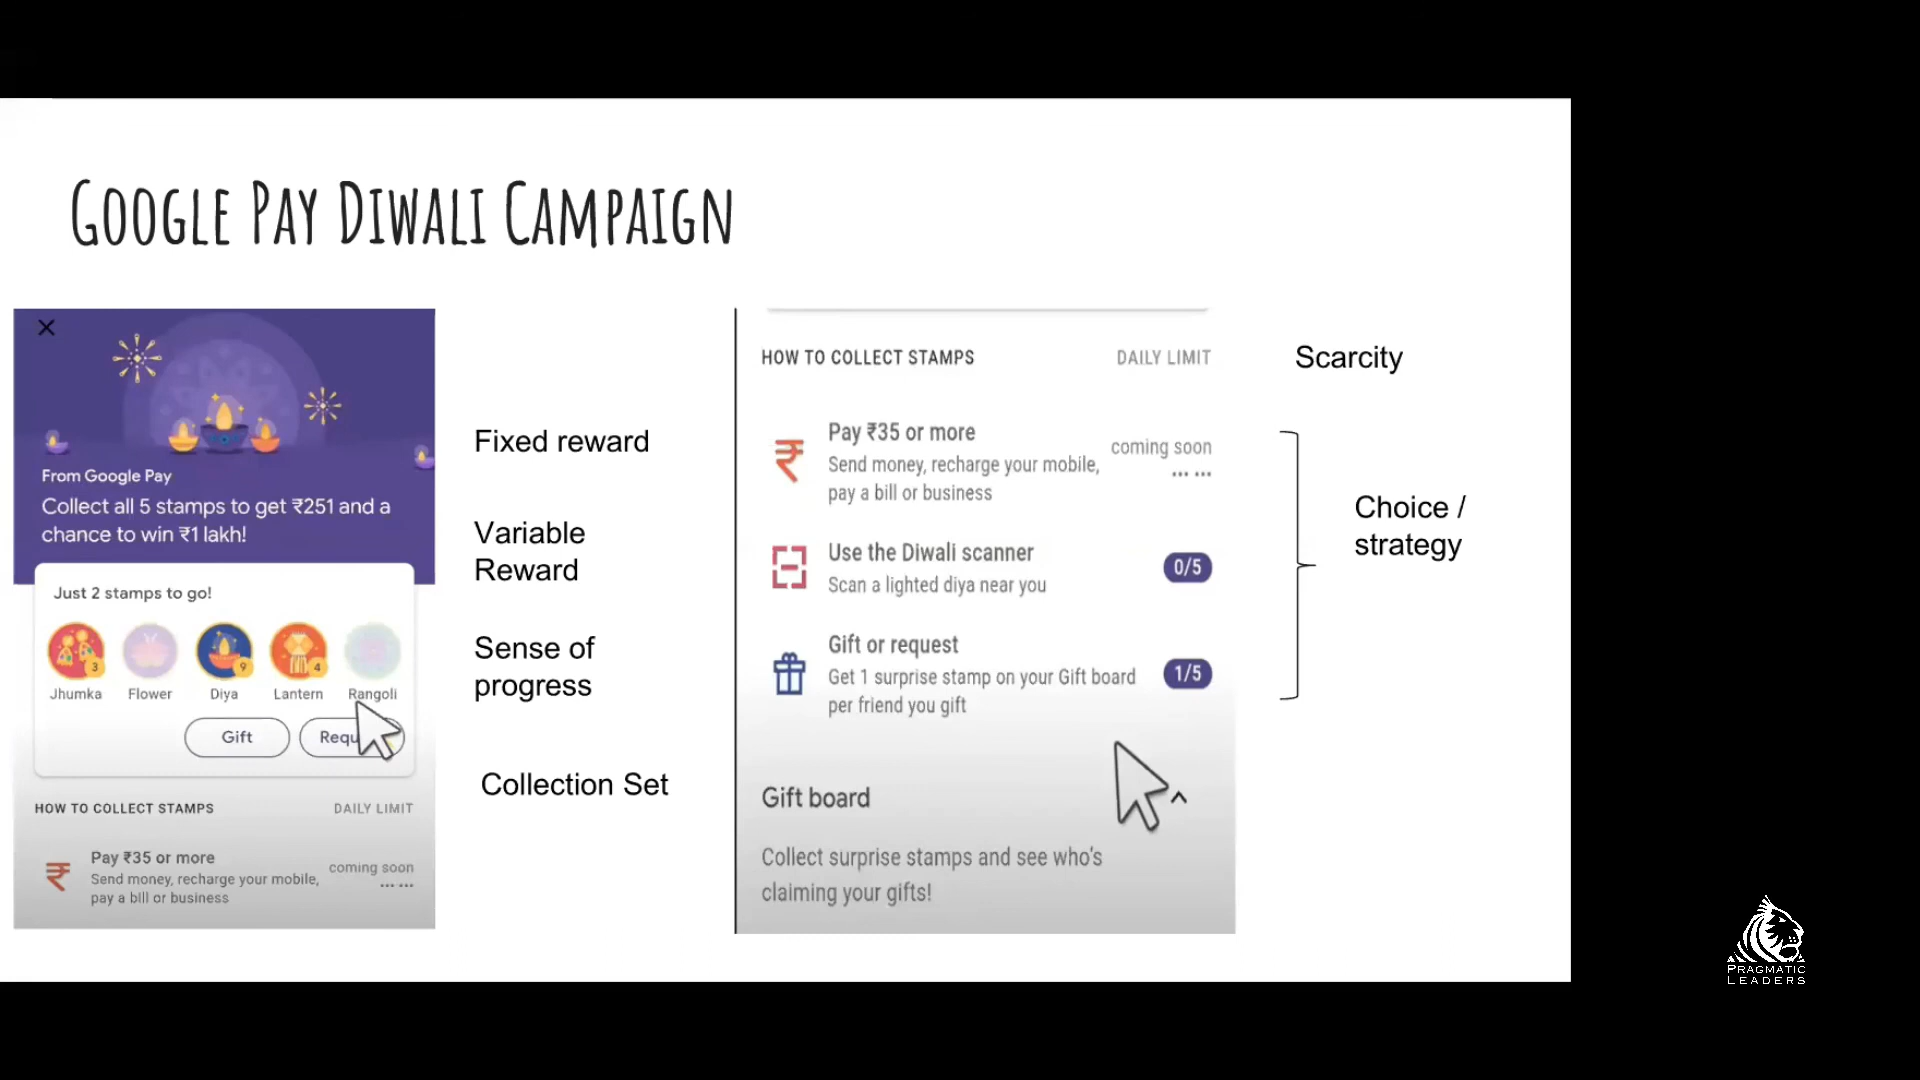 GOOGLE PAY DIWALI CAMPAIGN
From Google Pay
Collect all 5 stamps to get ₹251 and a
chance to win ₹1 lakh!
Just 2 stamps to go!
3
9
4
Jhumka
Flower
Diya
Lantern
Rangoli
Gift
HOW TO COLLECT STAMPS
DAILY LIMIT
Pay ₹35 or more
Send money, recharge your mobile,
pay a bill or business
coming soon
Fixed reward
Variable
Reward
Sense of
progress
Collection Set
HOW TO COLLECT STAMPS
DAILY LIMIT
Pay ₹35 or more
Send money, recharge your mobile,
pay a bill or business
coming soon
Use the Diwali scanner
Scan a lighted diya near you
0/5
Gift or request
Get 1 surprise stamp on your Gift board
per friend you gift
1/5
Gift board
Collect surprise stamps and see who's
claiming your gifts!
Scarcity
Choice /
strategy
PRAGMATIC
LEADERS